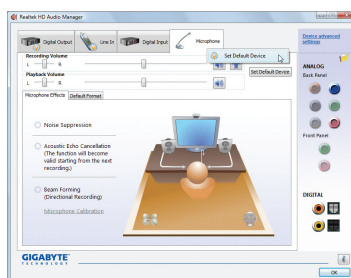 Realtek HD Audio Manager
Digital Output
Line In
Digital Input
Microphone
Device advanced
settings
Set Default Device
Set Default Device
Recording Volume
L R
Playback Volume
L R
ANALOG
Back Panel
Microphone Effects Default Format
Noise Suppression
Acoustic Echo Cancellation
(The function will become
valid starting from the next
recording.)
Beam Forming
(Directional Recording)
Microphone Calibration
Front Panel
DIGITAL
GIGABYTE
TECHNOLOGY
OK